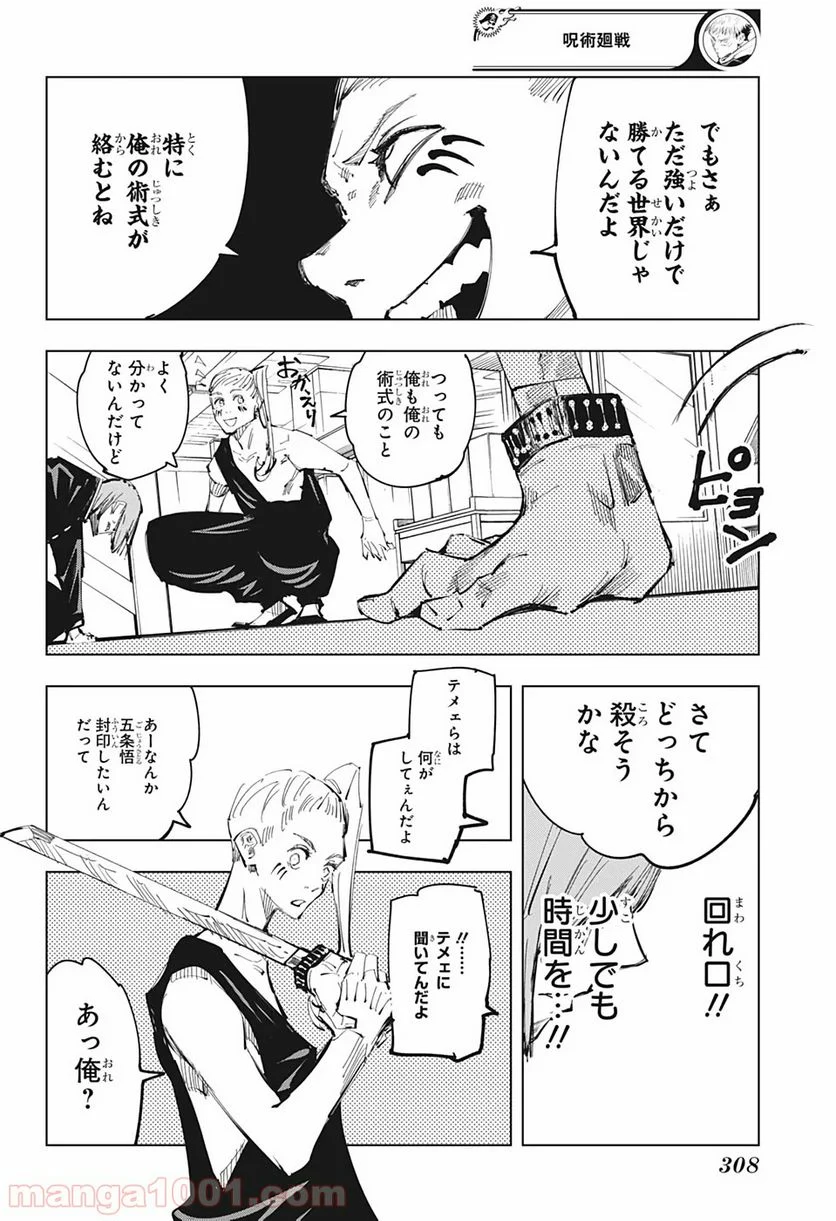 呪術廻戦
でもさぁ
ただ強いだけで
勝てる世界じゃ
ないんだよ
特に
俺の術式が
絡むとね
ピョン
つっても
俺も俺の
術式のこと
おかえり
よく
分かって
ないんだけど
さて
どっちから
殺そう
かな
回れ口!!
少しでも
時間を…!!
テメェらは
何が
してぇんだよ
あーなんか
五条悟
封印したいん
だって
!!……
テメェに
聞いてんだよ
あっ俺?
308
manga1001.com